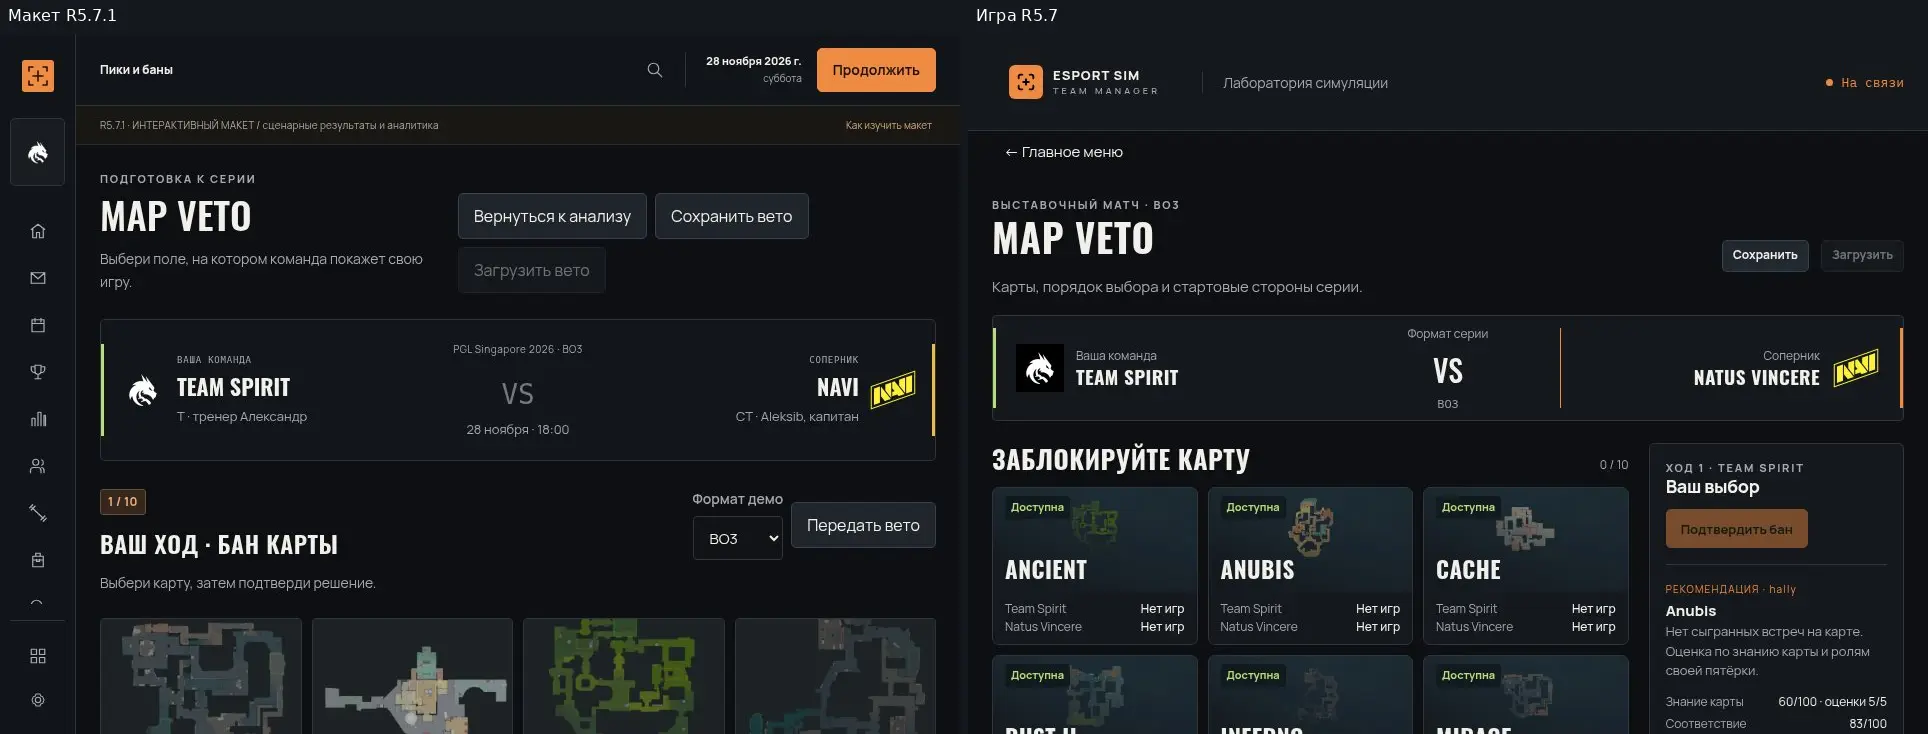 Макет R5.7.1
Пики и баны
28 ноября 2026 г.
суббота
Продолжить
R5.7.1 · ИНТЕРАКТИВНЫЙ МАКЕТ / сценарные результаты и аналитика
Как изучить макет
ПОДГОТОВКА К СЕРИИ
MAP VETO
Выбери поле, на котором команда покажет свою
игру.
Вернуться к анализу
Сохранить вето
Загрузить вето
ВАША КОМАНДА
TEAM SPIRIT
T · тренер Александр
PGL Singapore 2026 · BO3
VS
28 ноября · 18:00
СОПЕРНИК
NAVI
CT · Aleksib, капитан
NAVI
1 / 10
ВАШ ХОД · БАН КАРТЫ
Выбери карту, затем подтверди решение.
Формат демо
BO3
Передать вето
Игра R5.7
ESPORT SIM
TEAM MANAGER
Лаборатория симуляции
На связи
← Главное меню
ВЫСТАВОЧНЫЙ МАТЧ · BO3
MAP VETO
Карты, порядок выбора и стартовые стороны серии.
Сохранить
Загрузить
Ваша команда
TEAM SPIRIT
Формат серии
VS
BO3
Соперник
NATUS VINCERE
NAVI
ЗАБЛОКИРУЙТЕ КАРТУ
0 / 10
Доступна
ANCIENT
Team Spirit Нет игр
Natus Vincere Нет игр
Доступна
ANUBIS
Team Spirit Нет игр
Natus Vincere Нет игр
Доступна
CACHE
Team Spirit Нет игр
Natus Vincere Нет игр
Доступна
DUST II
Доступна
INFERNO
Доступна
MIRAGE
ХОД 1 · TEAM SPIRIT
Ваш выбор
Подтвердить бан
РЕКОМЕНДАЦИЯ · hally
Anubis
Нет сыгранных встреч на карте.
Оценка по знанию карты и ролям
своей пятёрки.
Знание карты 60/100 · оценки 5/5
Соответствие 83/100